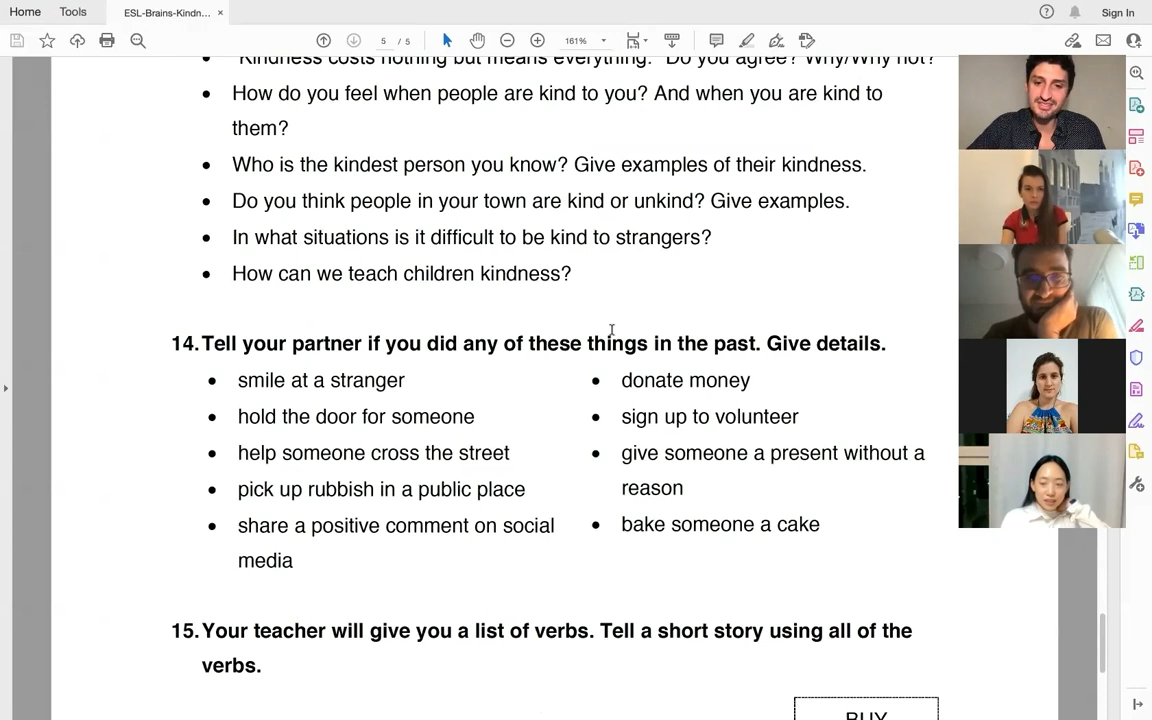 Home Tools ESL-Brains-Kindn... × Sign In
5 / 5 161%
"Kindness costs nothing but means everything." Do you agree? Why/Why not?
How do you feel when people are kind to you? And when you are kind to
them?
Who is the kindest person you know? Give examples of their kindness.
Do you think people in your town are kind or unkind? Give examples.
In what situations is it difficult to be kind to strangers?
How can we teach children kindness?
14. Tell your partner if you did any of these things in the past. Give details.
smile at a stranger
hold the door for someone
help someone cross the street
pick up rubbish in a public place
share a positive comment on social
media
donate money
sign up to volunteer
give someone a present without a
reason
bake someone a cake
15. Your teacher will give you a list of verbs. Tell a short story using all of the
verbs.
BUY